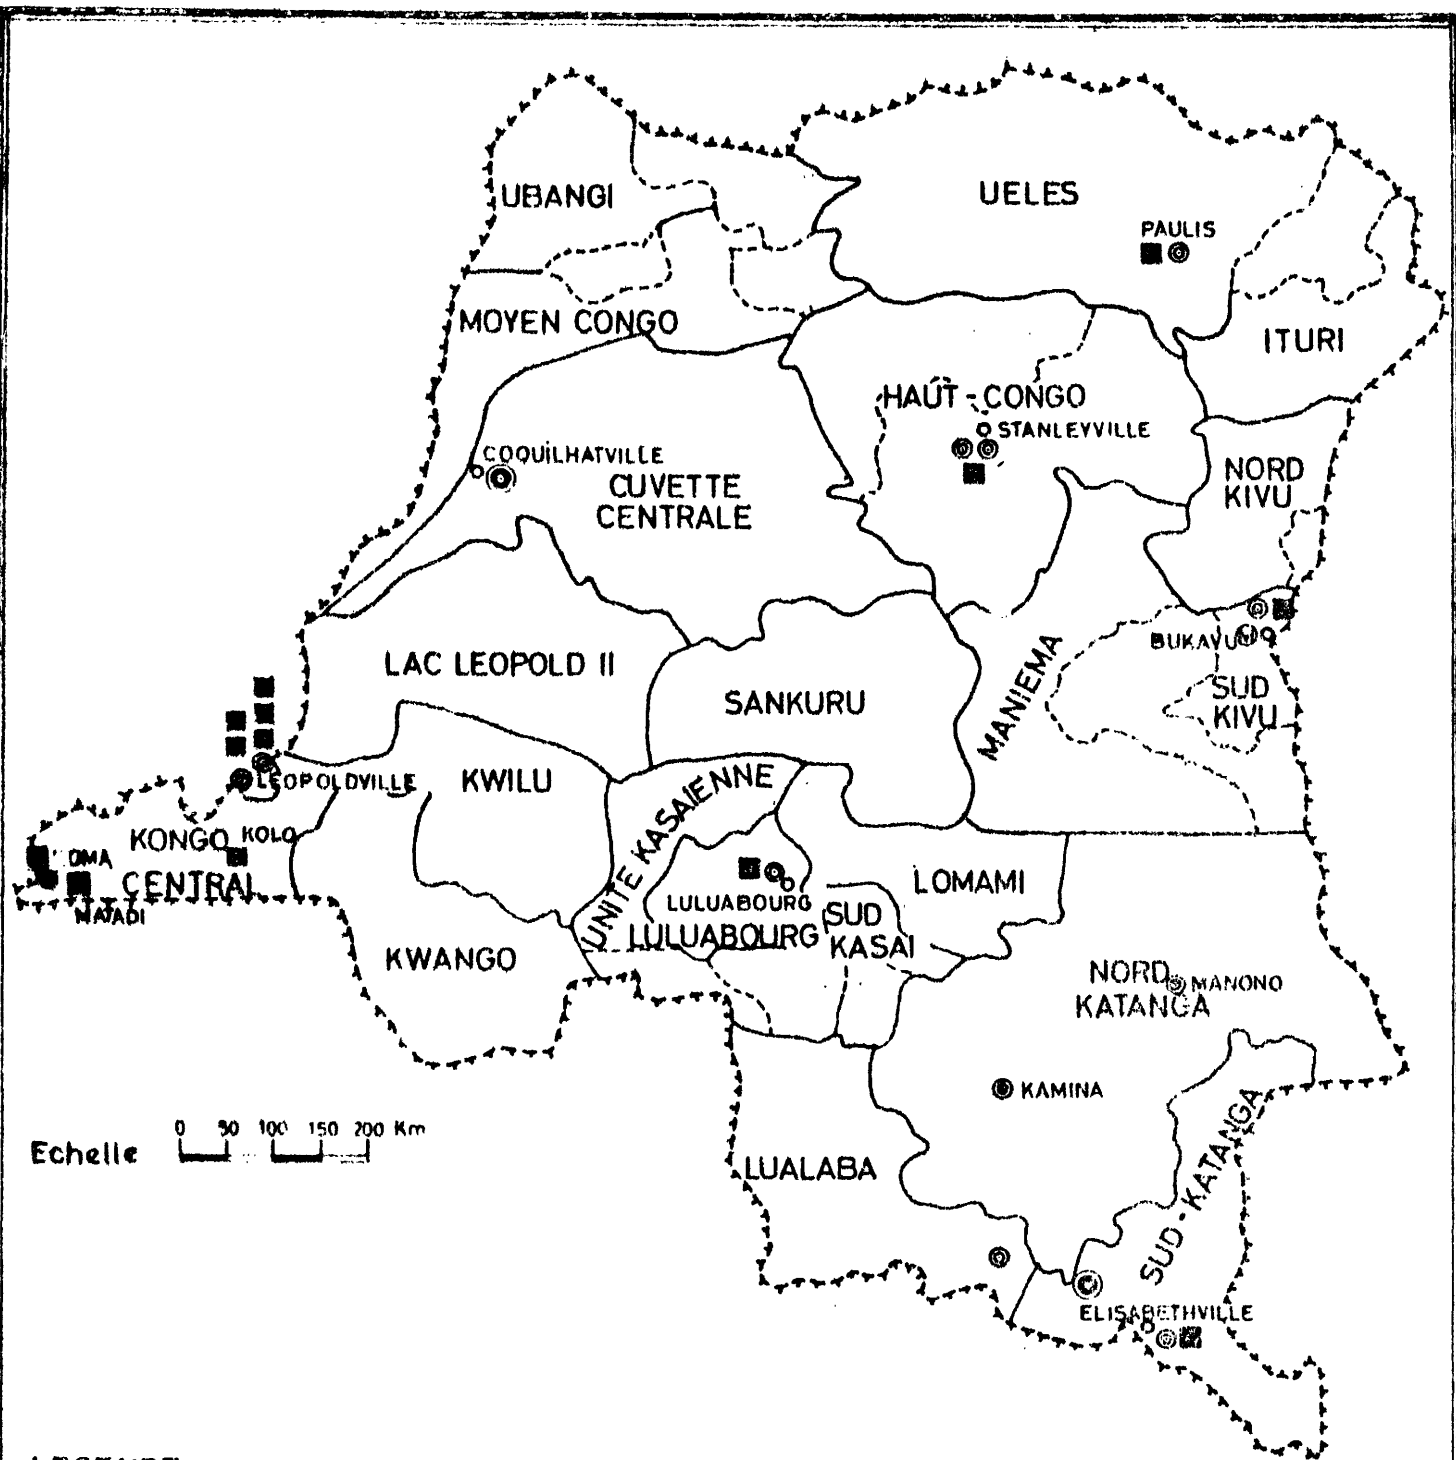 UBANGI
UELES
PAULIS
MOYEN CONGO
ITURI
HAUT-CONGO
STANLEYVILLE
COQUILHATVILLE
CUVETTE
CENTRALE
NORD
KIVU
BUKAVU
LAC LEOPOLD II
SANKURU
MANIEMA
SUD
KIVU
LEOPOLDVILLE
KWILU
UNITE KASAIENNE
KONGO
KOLO
OMA
CENTRAL
MATADI
LULUABOURG
LULUABOURG
SUD
KASAI
LOMAMI
KWANGO
NORD
MANONO
KATANGA
KAMINA
0 50 100 150 200 Km
Echelle
LUALABA
SUD-KATANGA
ELISABETHVILLE